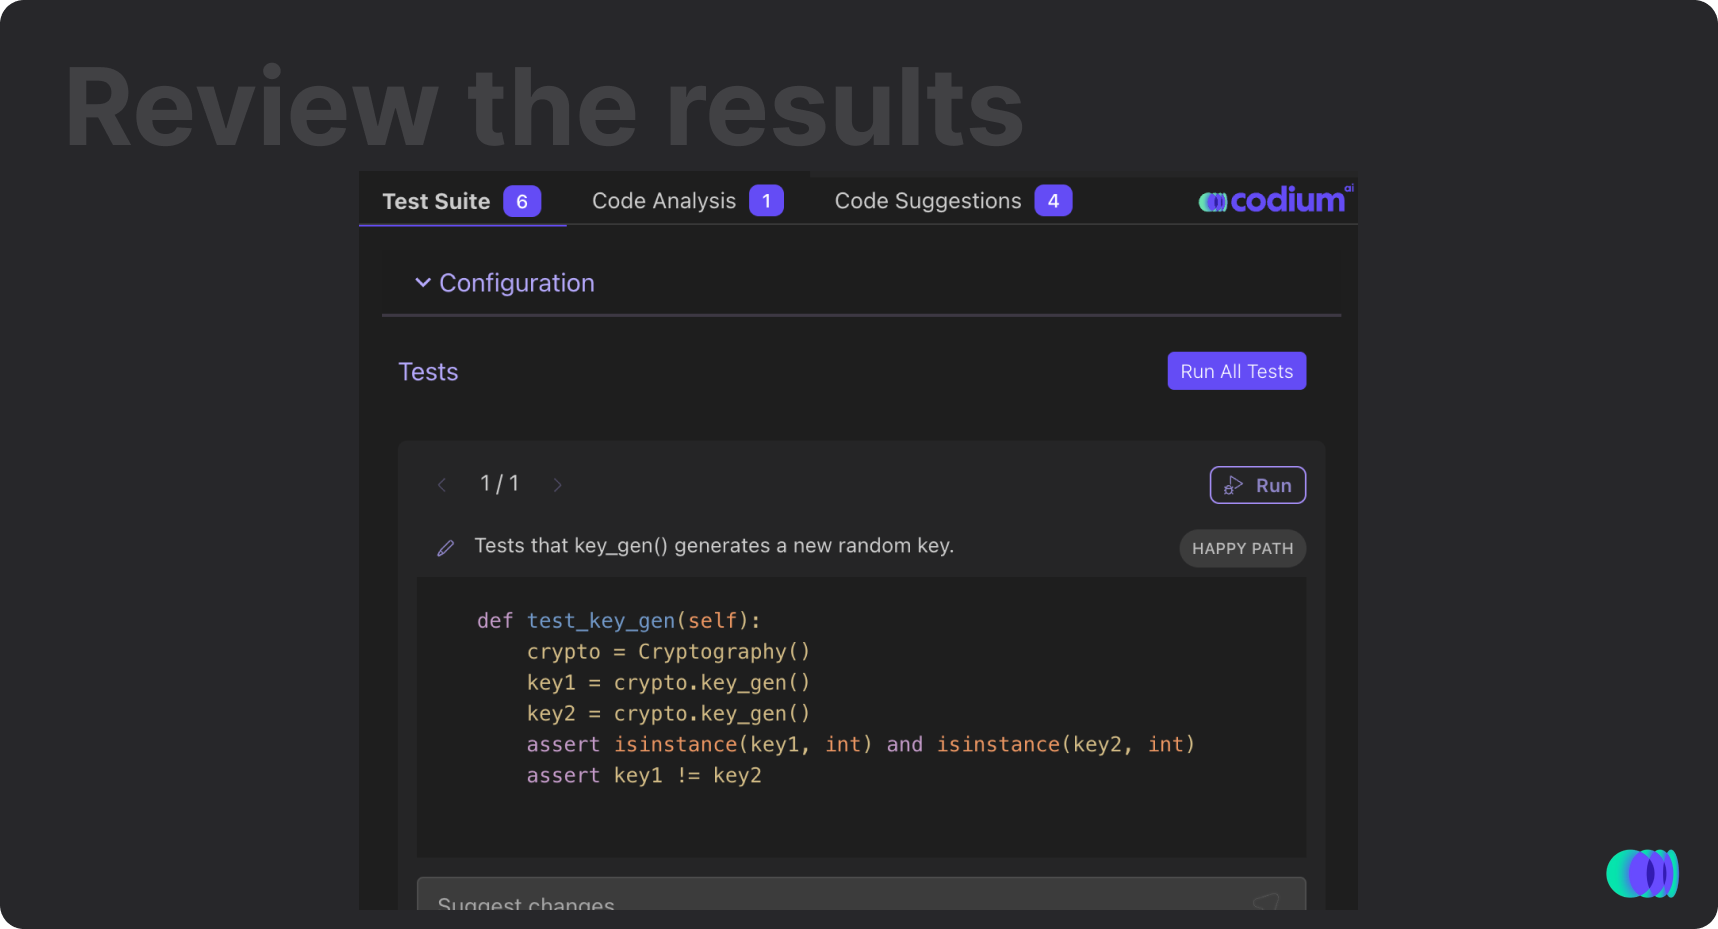 Review the results
Test Suite 6 Code Analysis 1 Code Suggestions 4 codium ai
Configuration
Tests Run All Tests
1 / 1 Run
Tests that key_gen() generates a new random key. HAPPY PATH
def test_key_gen(self):
    crypto = Cryptography()
    key1 = crypto.key_gen()
    key2 = crypto.key_gen()
    assert isinstance(key1, int) and isinstance(key2, int)
    assert key1 != key2
Suggest changes